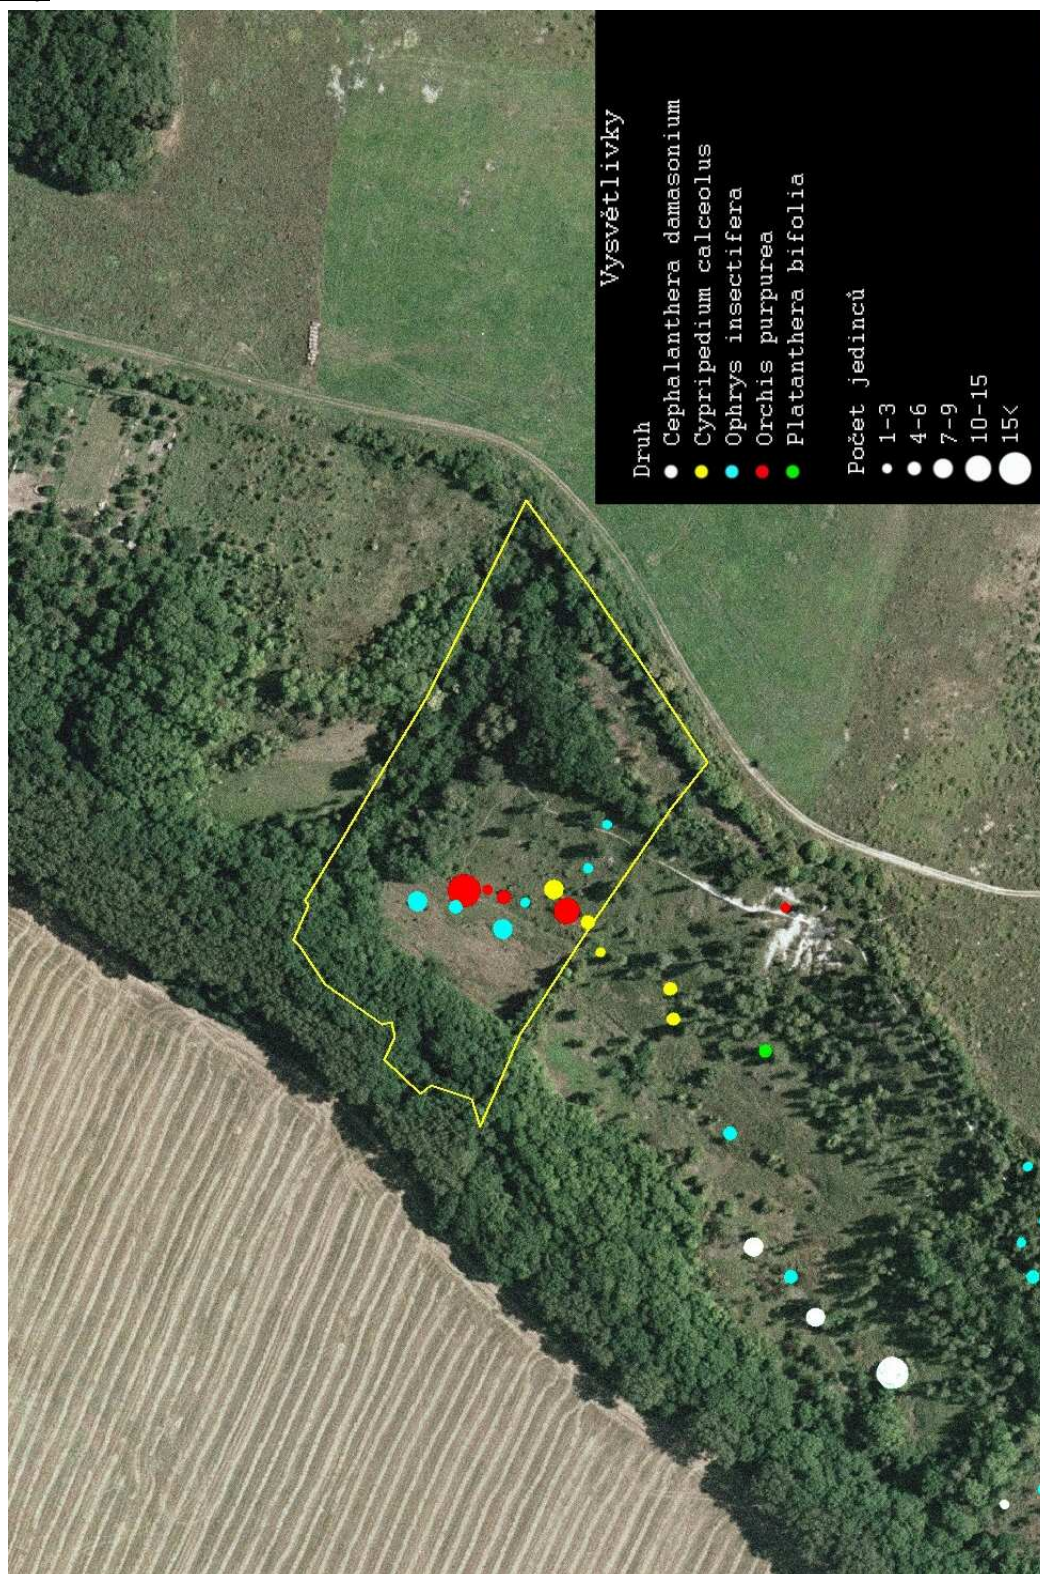 Vysvětlivky
Druh
Cephalanthera damasonium
Cypripedium calceolus
Ophrys insectifera
Orchis purpurea
Platanthera bifolia
Počet jedinců
1-3
4-6
7-9
10-15
15<